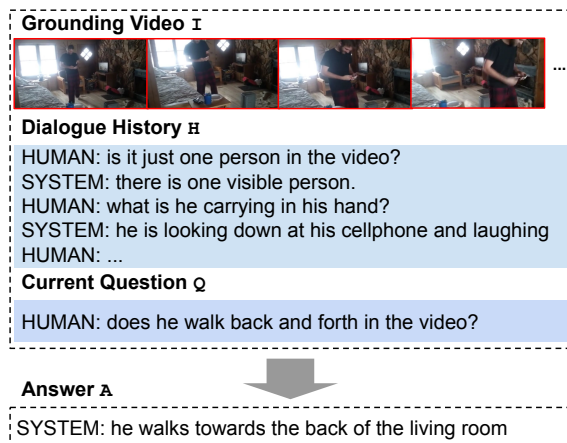 Grounding Video I
...
Dialogue History H
HUMAN: is it just one person in the video?
SYSTEM: there is one visible person.
HUMAN: what is he carrying in his hand?
SYSTEM: he is looking down at his cellphone and laughing
HUMAN: ...
Current Question Q
HUMAN: does he walk back and forth in the video?
Answer A
SYSTEM: he walks towards the back of the living room